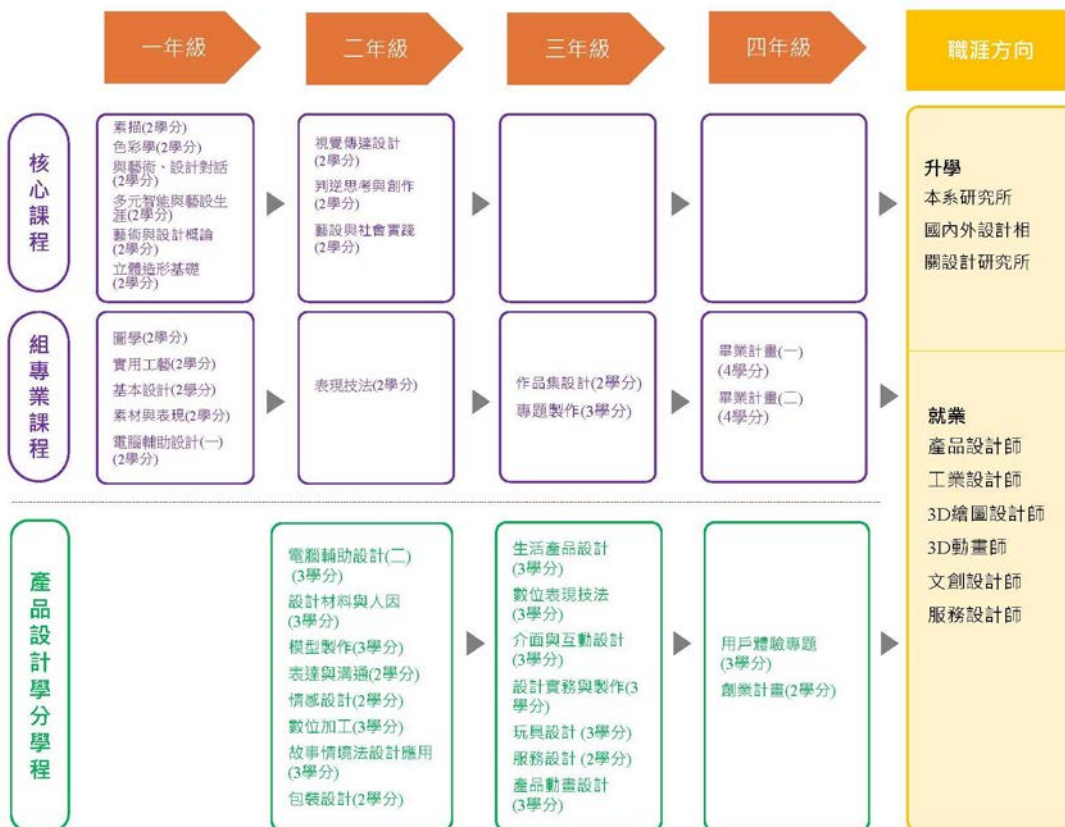 一年級
二年級
三年級
四年級
職涯方向
核心課程
素描(2學分)
色彩學(2學分)
與藝術、設計對話
(2學分)
多元智能與藝設生
涯(2學分)
藝術與設計概論
(2學分)
立體造形基礎
(2學分)
視覺傳達設計
(2學分)
判逆思考與創作
(2學分)
藝設與社會實踐
(2學分)
升學
本系研究所
國內外設計相
關設計研究所
組專業課程
圖學(2學分)
實用工藝(2學分)
基本設計(2學分)
素材與表現(2學分)
電腦輔助設計(一)
(2學分)
表現技法(2學分)
作品集設計(2學分)
專題製作(3學分)
畢業計畫(一)
(4學分)
畢業計畫(二)
(4學分)
就業
產品設計師
工業設計師
3D繪圖設計師
3D動畫師
文創設計師
服務設計師
產品設計學分學程
電腦輔助設計(二)
(3學分)
設計材料與人因
(3學分)
模型製作(3學分)
表達與溝通(2學分)
情感設計(2學分)
數位加工(3學分)
故事情境法設計應用
(3學分)
包裝設計(2學分)
生活產品設計
(3學分)
數位表現技法
(3學分)
介面與互動設計
(3學分)
設計實務與製作(3
學分)
玩具設計 (3學分)
服務設計 (2學分)
產品動畫設計
(3學分)
用戶體驗專題
(3學分)
創業計畫(2學分)